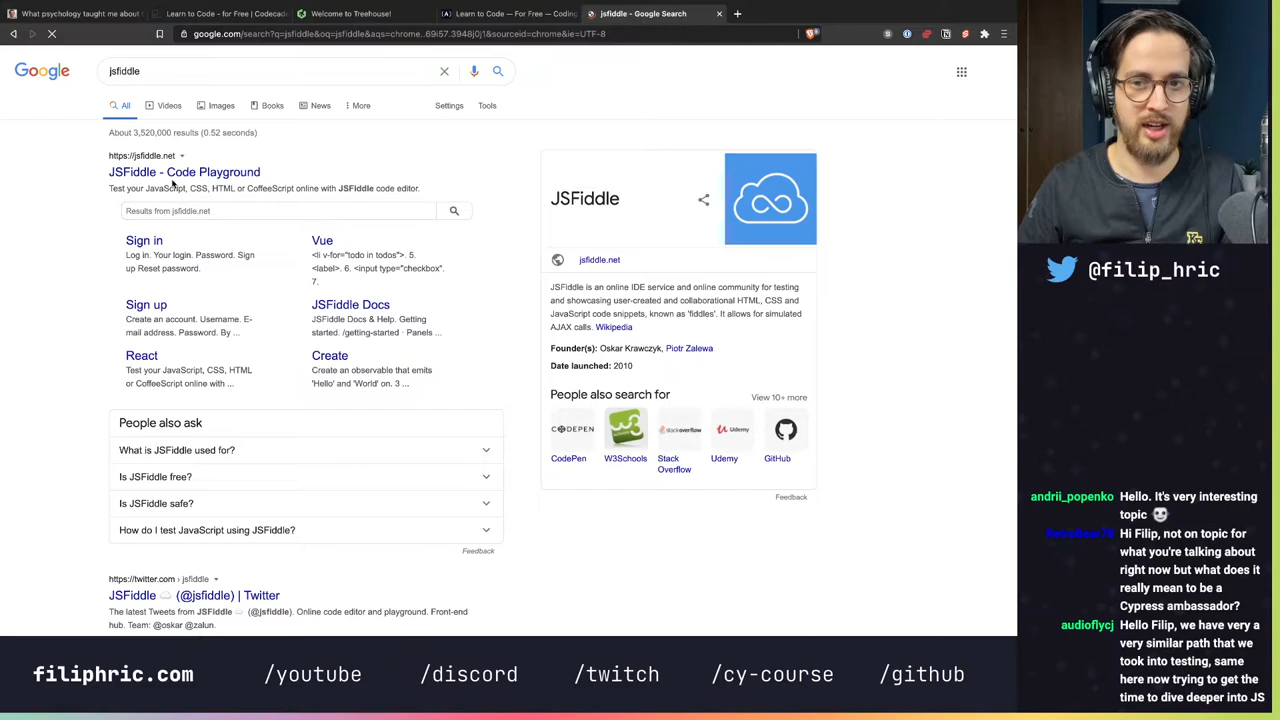 What psychology taught me about
Learn to Code - for Free | Codecad
Welcome to Treehouse!
Learn to Code — For Free — Coding
jsfiddle - Google Search
google.com/search?q=jsfiddle&oq=jsfiddle&aqs=chrome..69i57.3948j0j1&sourceid=chrome&ie=UTF-8
Google
jsfiddle
All
Videos
Images
Books
News
More
Settings
Tools
About 3,520,000 results (0.52 seconds)
https://jsfiddle.net
JSFiddle - Code Playground
Test your JavaScript, CSS, HTML or CoffeeScript online with JSFiddle code editor.
Results from jsfiddle.net
Sign in
Log in. Your login. Password. Sign
up Reset password.
Vue
<li v-for="todo in todos">. 5.
<label>. 6. <input type="checkbox".
7.
Sign up
Create an account. Username. E-
mail address. Password. By ...
JSFiddle Docs
JSFiddle Docs & Help. Getting
started. /getting-started · Panels ...
React
Test your JavaScript, CSS, HTML
or CoffeeScript online with ...
Create
Create an observable that emits
'Hello' and 'World' on. 3 ...
People also ask
What is JSFiddle used for?
Is JSFiddle free?
Is JSFiddle safe?
How do I test JavaScript using JSFiddle?
Feedback
https://twitter.com › jsfiddle
JSFiddle (@jsfiddle) | Twitter
The latest Tweets from JSFiddle (@jsfiddle). Online code editor and playground. Front-end
hub. Team: @oskar @zalun.
JSFiddle
jsfiddle.net
JSFiddle is an online IDE service and online community for testing
and showcasing user-created and collaborational HTML, CSS and
JavaScript code snippets, known as 'fiddles'. It allows for simulated
AJAX calls. Wikipedia
Founder(s): Oskar Krawczyk, Piotr Zalewa
Date launched: 2010
People also search for
View 10+ more
CODEPEN
stackoverflow
Udemy
CodePen
W3Schools
Stack
Overflow
Udemy
GitHub
Feedback
@filip_hric
andrii_popenko Hello. It's very interesting
topic
RetroBear78 Hi Filip, not on topic for
what you're talking about
right now but what does it
really mean to be a
Cypress ambassador?
audioflycj Hello Filip, we have very a
very similar path that we
took into testing, same
here now trying to get the
time to dive deeper into JS
filiphric.com
/youtube
/discord
/twitch
/cy-course
/github